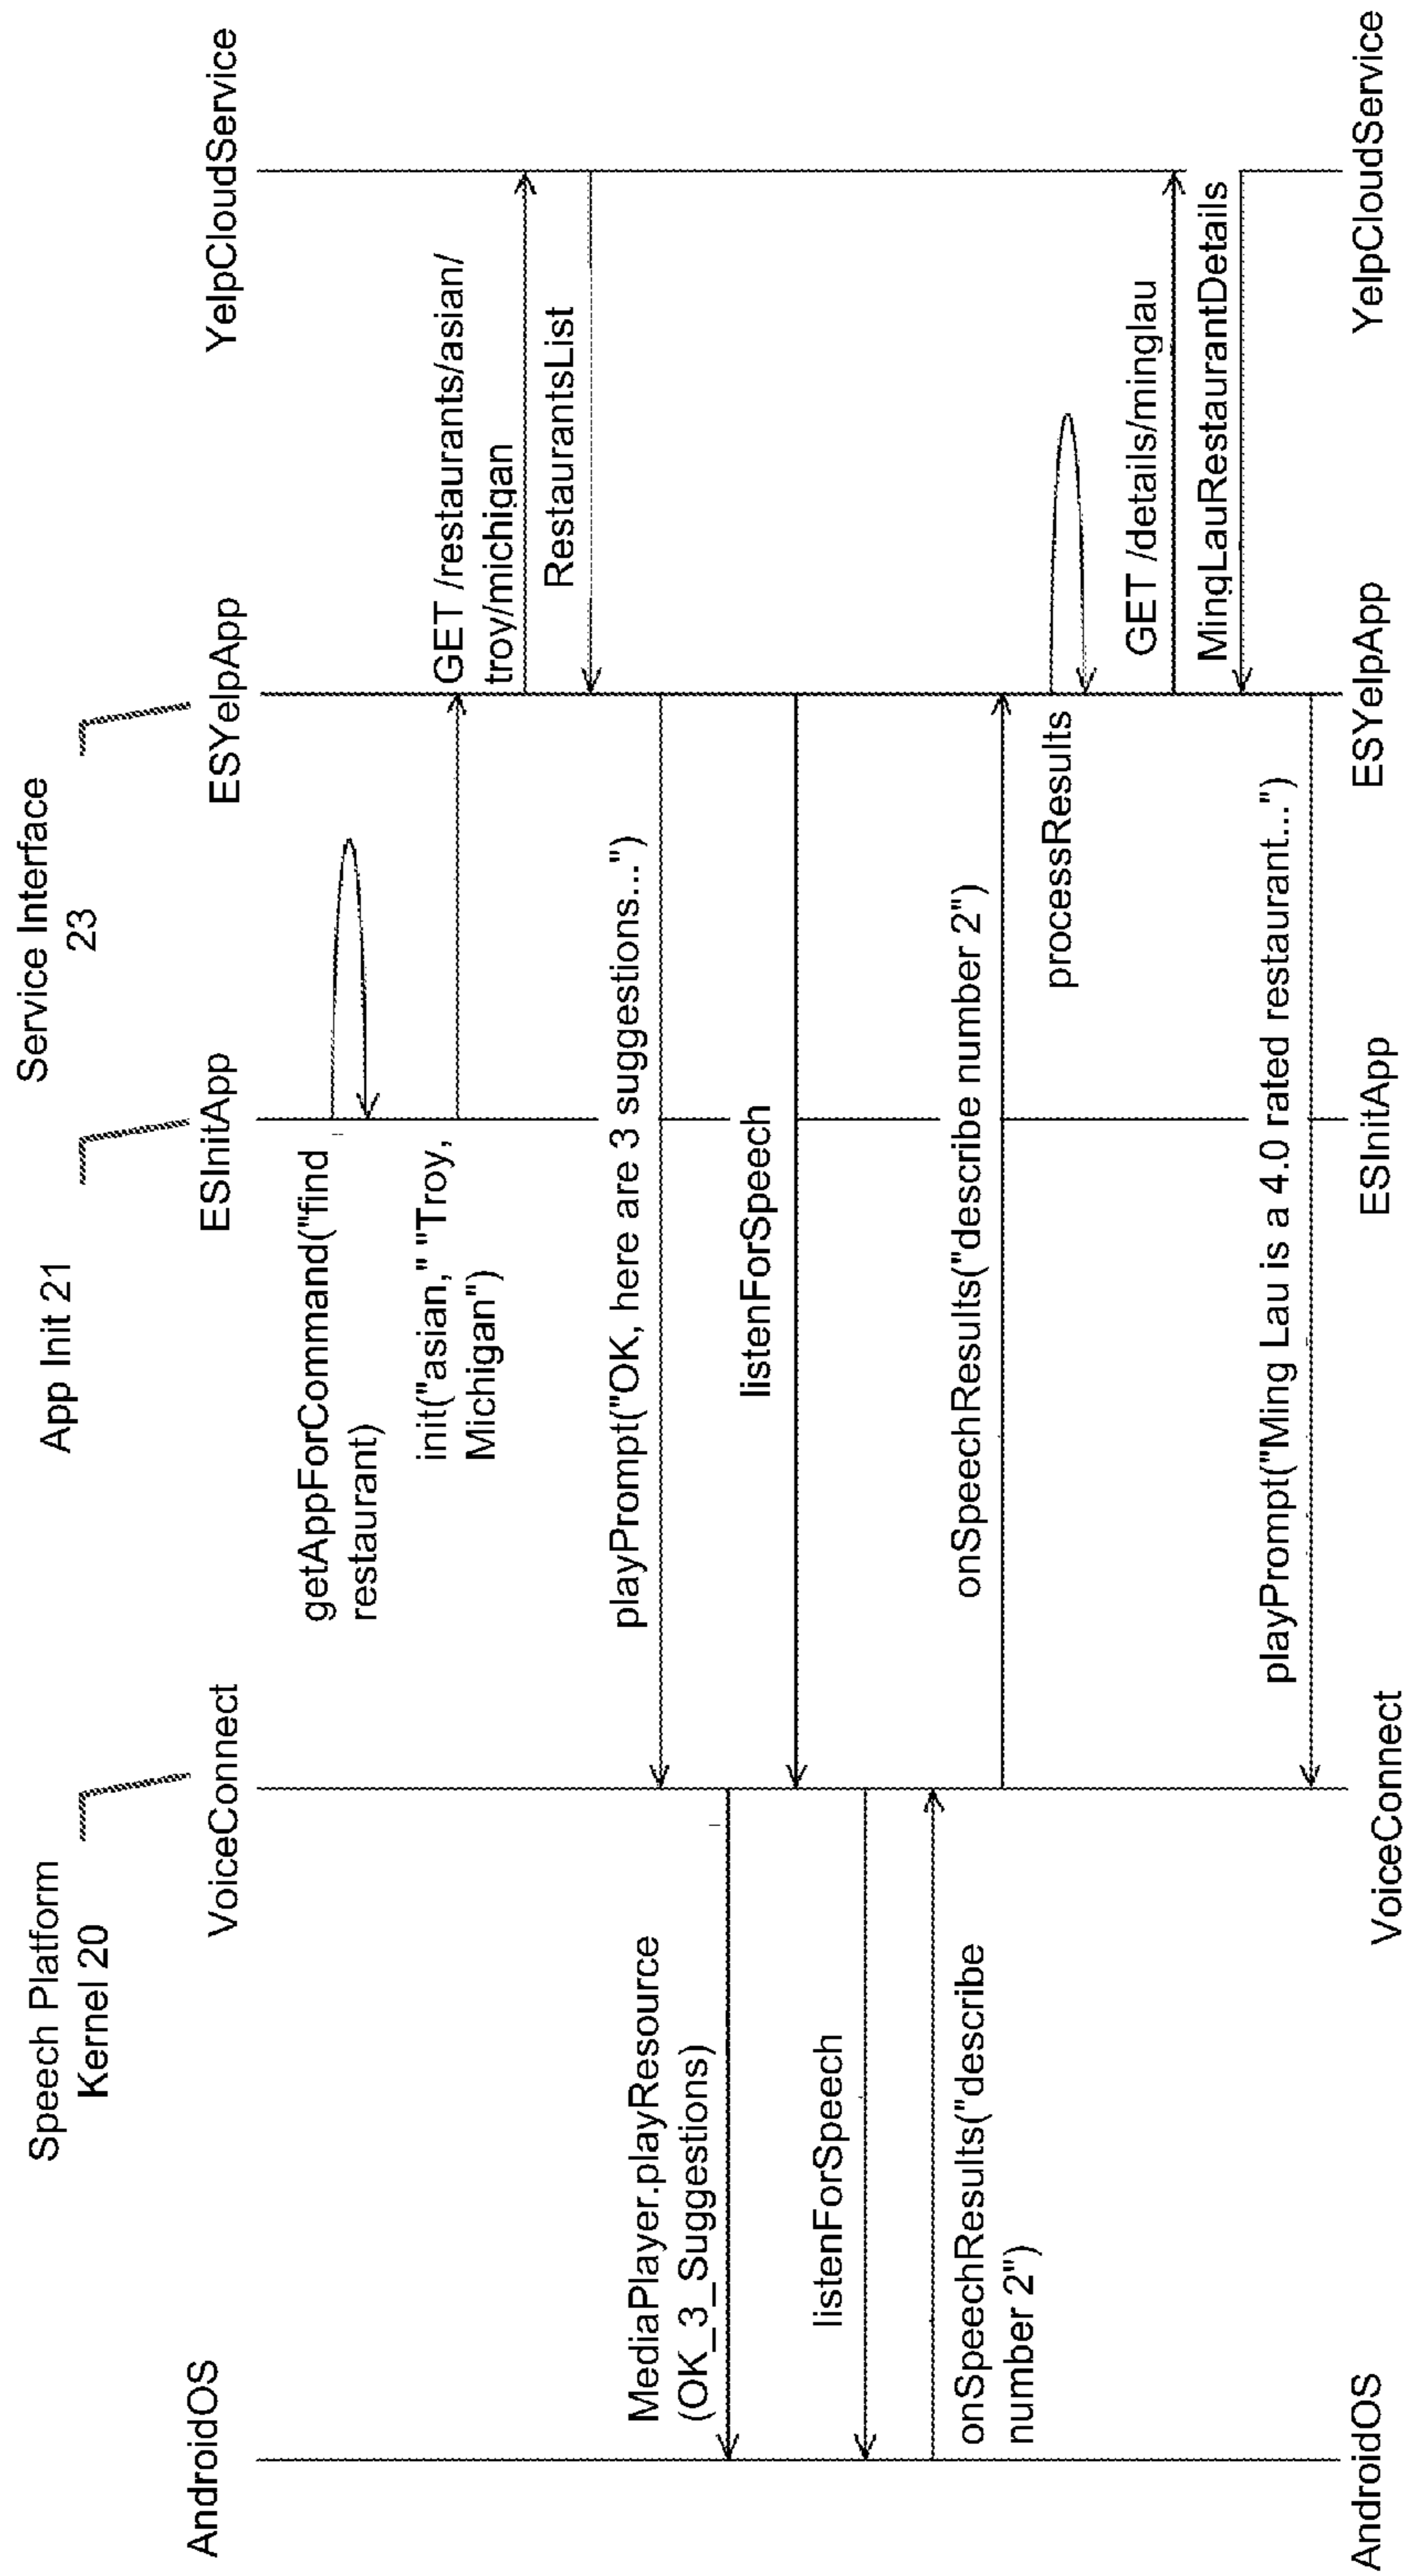 Speech Platform
Kernel 20
App Init 21
Service Interface
23
AndroidOS
VoiceConnect
ESInitApp
ESYelpApp
YelpCloudService
getAppForCommand("find
restaurant)
init("asian," "Troy,
Michigan")
GET /restaurants/asian/
troy/michigan
RestaurantsList
playPrompt("OK, here are 3 suggestions...")
MediaPlayer.playResource
(OK_3_Suggestions)
listenForSpeech
listenForSpeech
onSpeechResults("describe
number 2")
onSpeechResults("describe number 2")
processResults
GET /details/minglau
MingLauRestaurantDetails
playPrompt("Ming Lau is a 4.0 rated restaurant...")
AndroidOS
VoiceConnect
ESInitApp
ESYelpApp
YelpCloudService